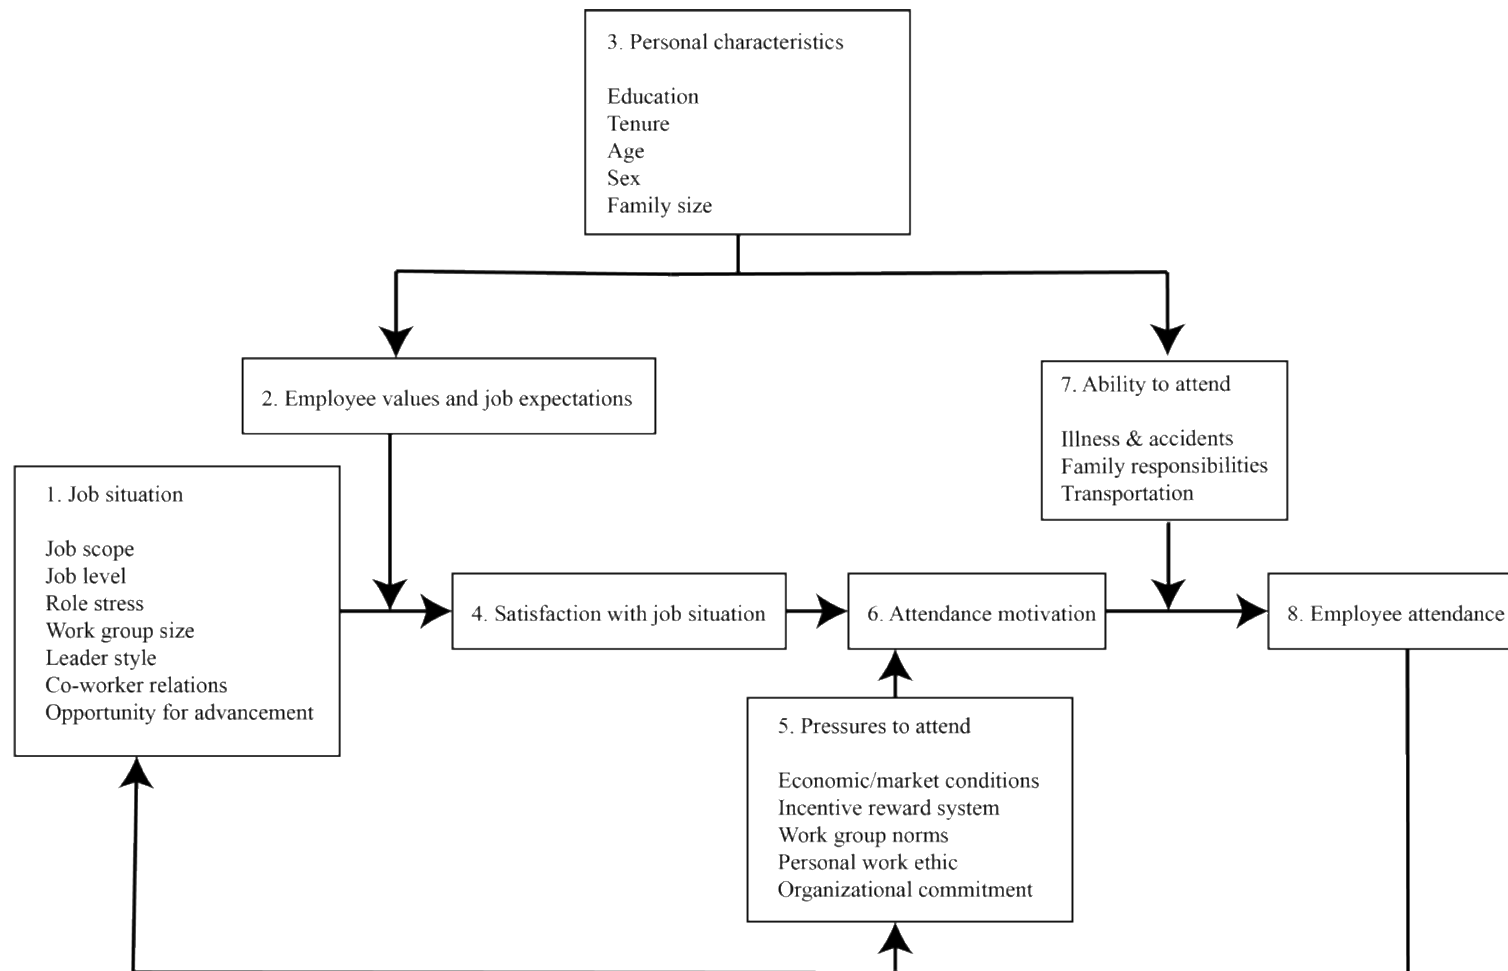 3. Personal characteristics
Education
Tenure
Age
Sex
Family size
2. Employee values and job expectations
7. Ability to attend
Illness & accidents
Family responsibilities
Transportation
1. Job situation
Job scope
Job level
Role stress
Work group size
Leader style
Co-worker relations
Opportunity for advancement
4. Satisfaction with job situation
6. Attendance motivation
8. Employee attendance
5. Pressures to attend
Economic/market conditions
Incentive reward system
Work group norms
Personal work ethic
Organizational commitment